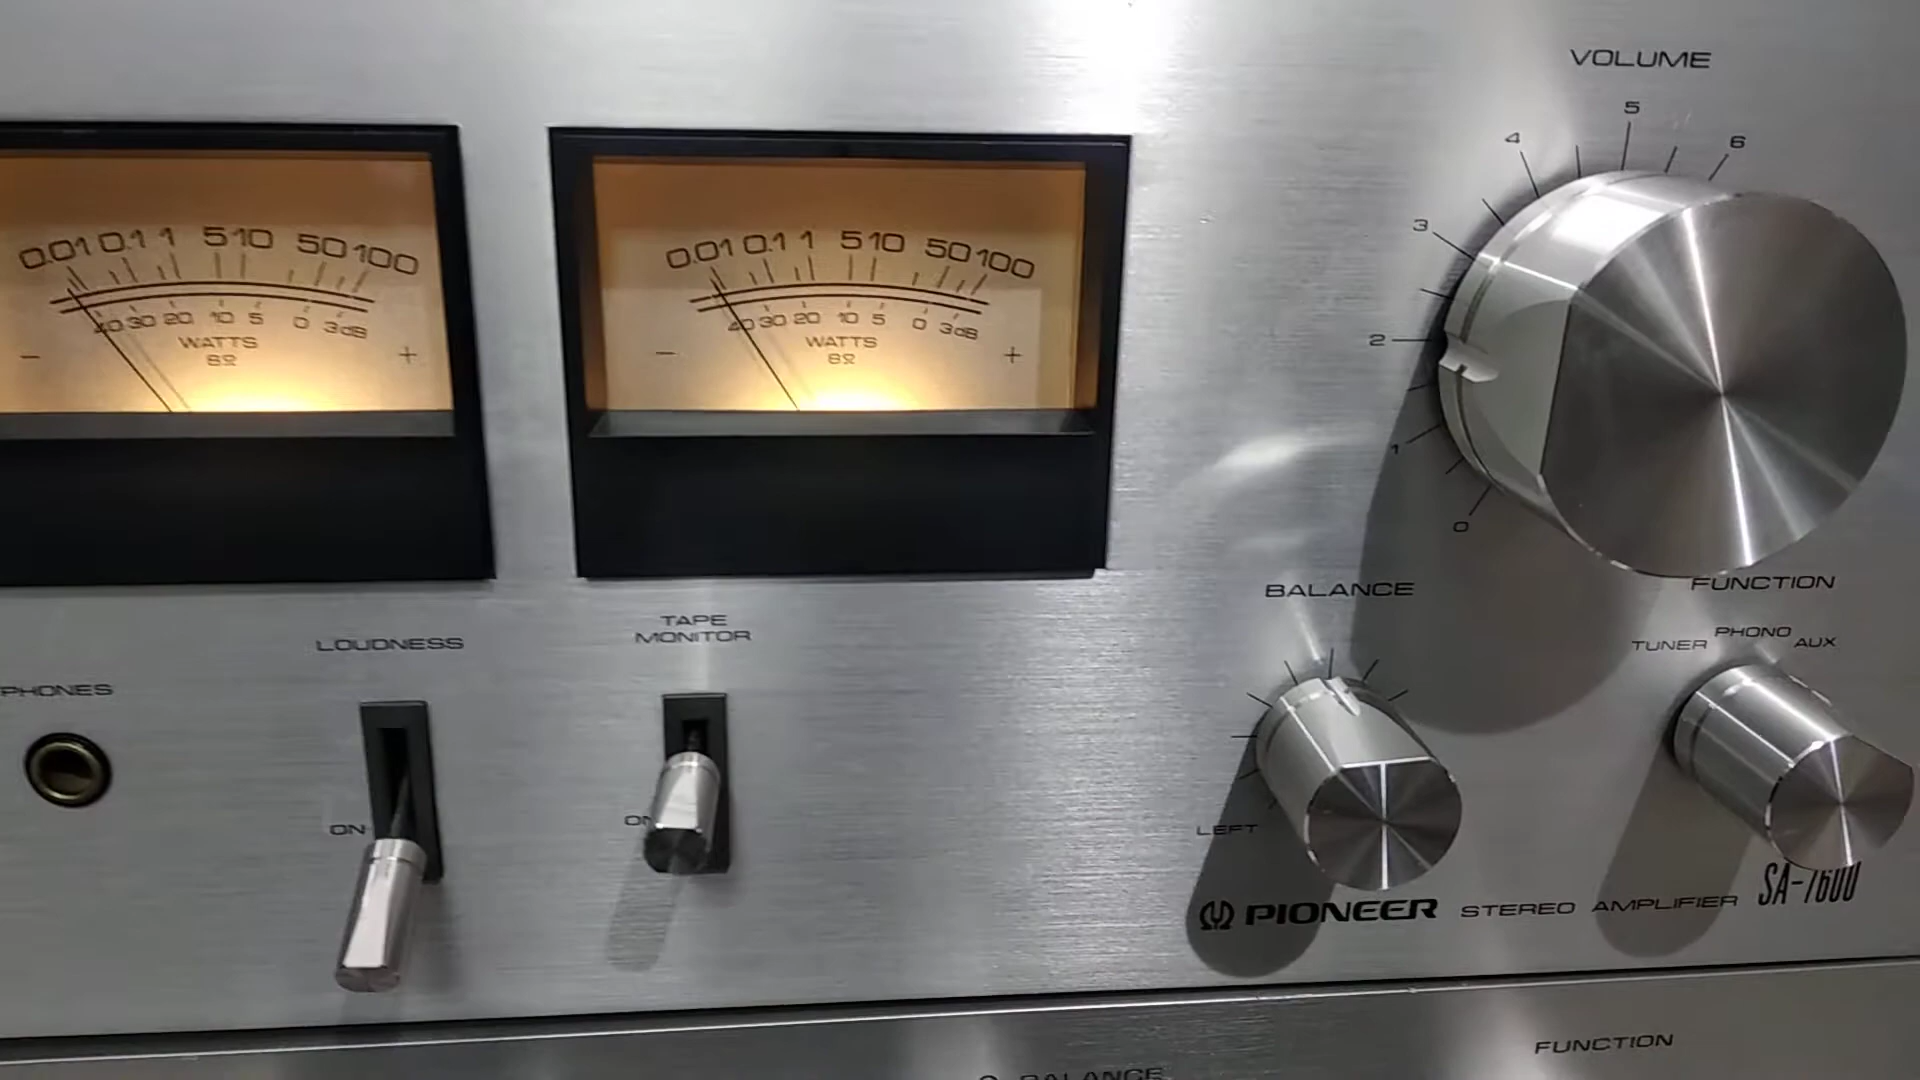 VOLUME
5
4
6
3
2
1
0
0.01 0.1 1 5 10 50 100
40 30 20 10 5 0 3dB
WATTS
8Ω
- +
0.01 0.1 1 5 10 50 100
40 30 20 10 5 0 3dB
WATTS
8Ω
- +
BALANCE
LEFT
FUNCTION
TUNER PHONO AUX
LOUDNESS
ON
TAPE
MONITOR
ON
PHONES
PIONEER STEREO AMPLIFIER SA-7600
FUNCTION
BALANCE